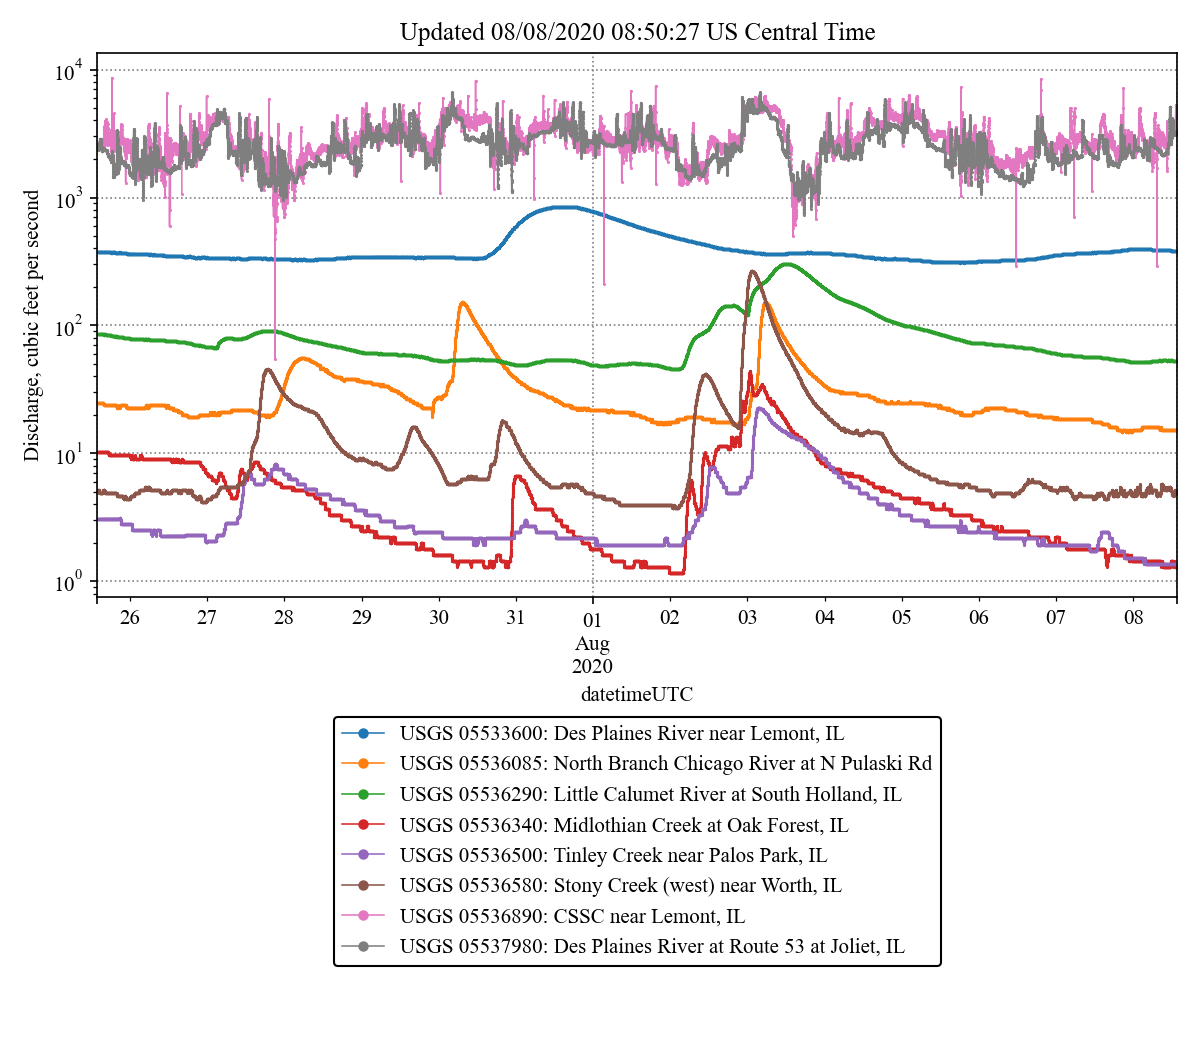 Updated 08/08/2020 08:50:27 US Central Time
Discharge, cubic feet per second
10^4
10^3
10^2
10^1
10^0
26 27 28 29 30 31 01 02 03 04 05 06 07 08
Aug
2020
datetimeUTC
USGS 05533600: Des Plaines River near Lemont, IL
USGS 05536085: North Branch Chicago River at N Pulaski Rd
USGS 05536290: Little Calumet River at South Holland, IL
USGS 05536340: Midlothian Creek at Oak Forest, IL
USGS 05536500: Tinley Creek near Palos Park, IL
USGS 05536580: Stony Creek (west) near Worth, IL
USGS 05536890: CSSC near Lemont, IL
USGS 05537980: Des Plaines River at Route 53 at Joliet, IL